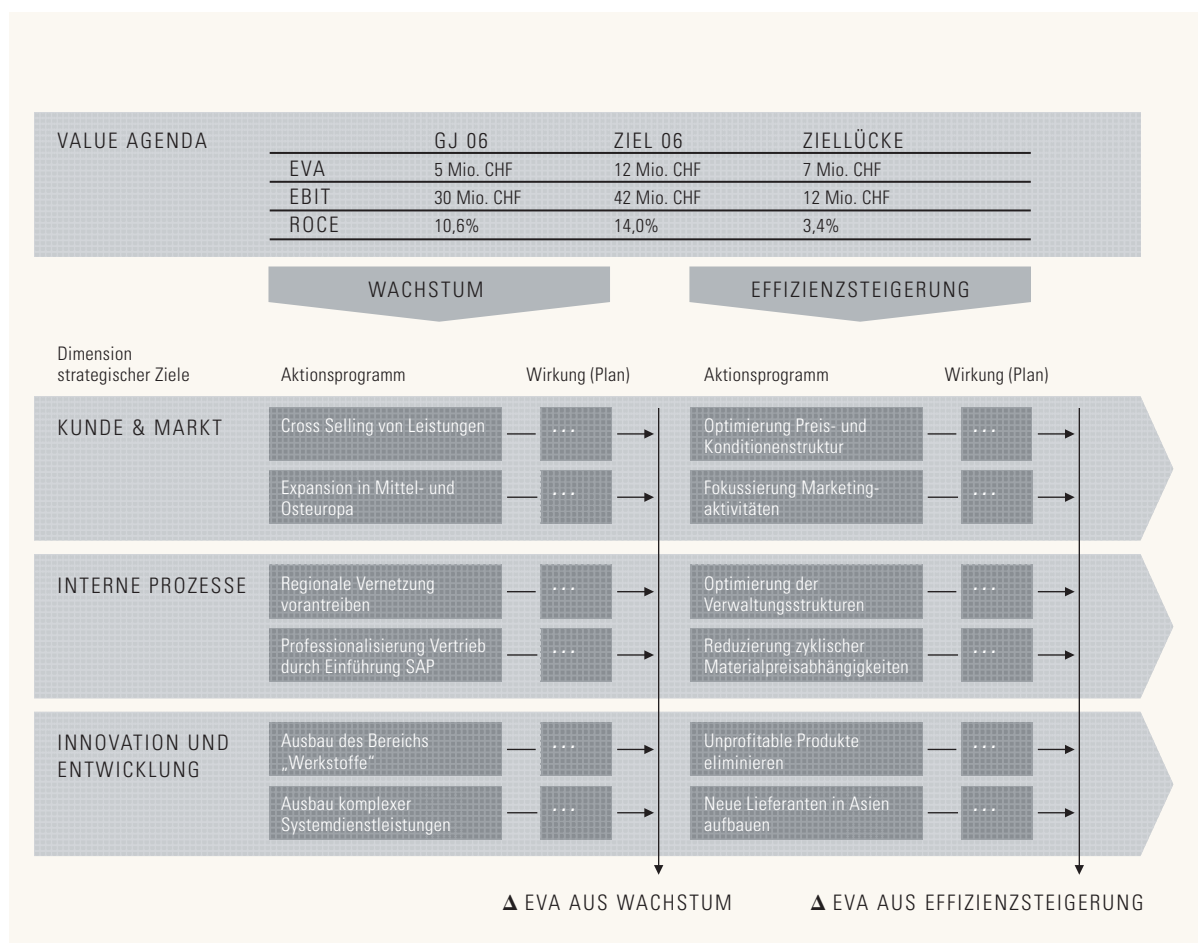 VALUE AGENDA GJ 06 ZIEL 06 ZIELLÜCKE
EVA 5 Mio. CHF 12 Mio. CHF 7 Mio. CHF
EBIT 30 Mio. CHF 42 Mio. CHF 12 Mio. CHF
ROCE 10,6% 14,0% 3,4%
WACHSTUM EFFIZIENZSTEIGERUNG
Dimension
strategischer Ziele Aktionsprogramm Wirkung (Plan) Aktionsprogramm Wirkung (Plan)
KUNDE & MARKT
Cross Selling von Leistungen ...
Optimierung Preis- und
Konditionenstruktur
...
Expansion in Mittel- und
Osteuropa
...
Fokussierung Marketing-
aktivitäten
...
INTERNE PROZESSE
Regionale Vernetzung
vorantreiben
...
Optimierung der
Verwaltungsstrukturen
...
Professionalisierung Vertrieb
durch Einführung SAP
...
Reduzierung zyklischer
Materialpreisabhängigkeiten
...
INNOVATION UND
ENTWICKLUNG
Ausbau des Bereichs
„Werkstoffe“
...
Unprofitable Produkte
eliminieren
...
Ausbau komplexer
Systemdienstleistungen
...
Neue Lieferanten in Asien
aufbauen
...
Δ EVA AUS WACHSTUM Δ EVA AUS EFFIZIENZSTEIGERUNG